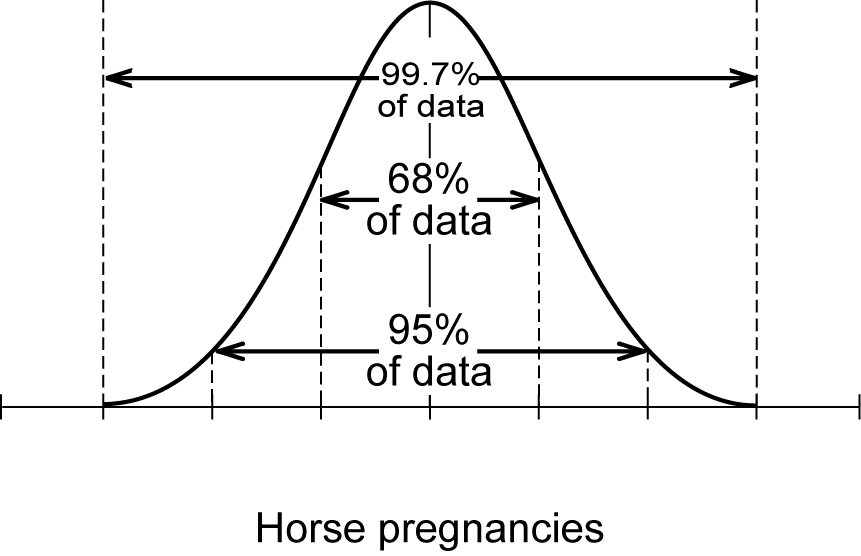 99.7%
of data
68%
of data
95%
of data
Horse pregnancies